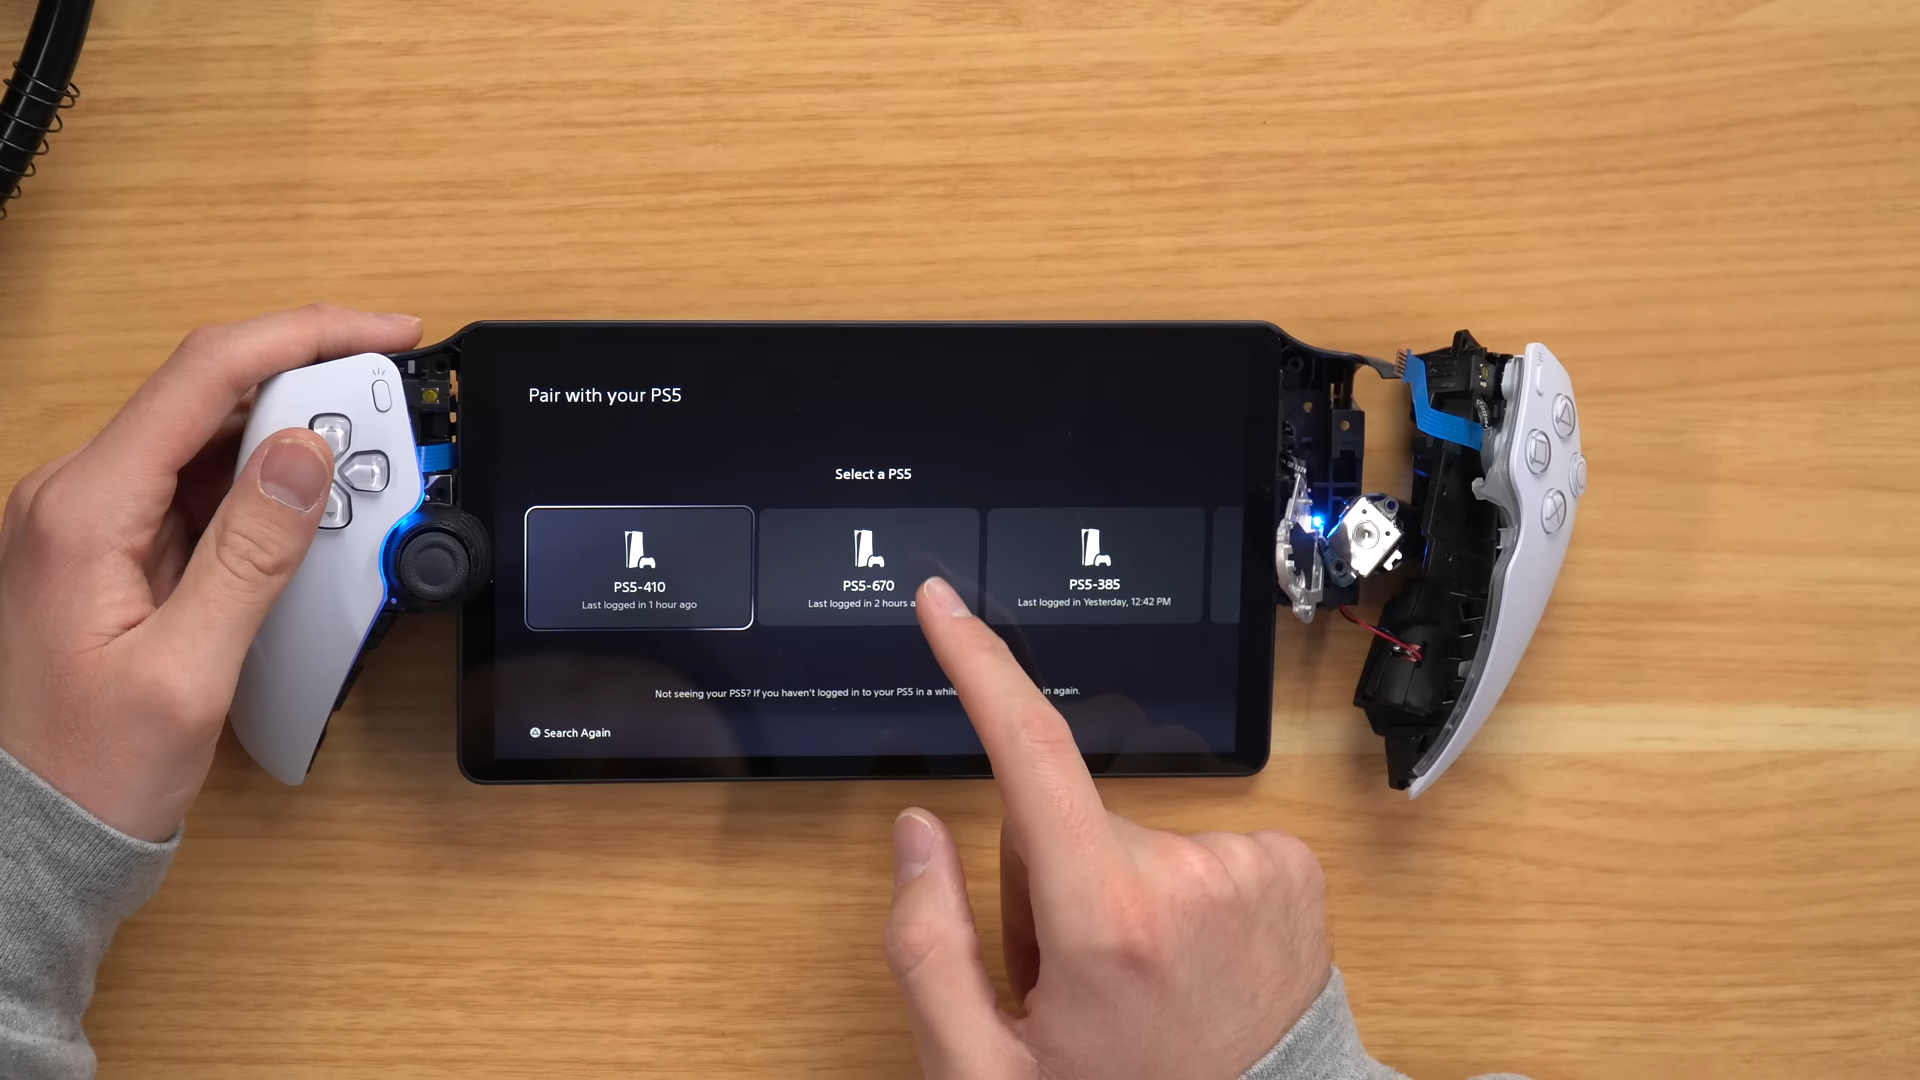 Pair with your PS5
Select a PS5
PS5-410
Last logged in 1 hour ago
PS5-670
Last logged in 2 hours a
PS5-385
Last logged in Yesterday, 12:42 PM
Not seeing your PS5? If you haven't logged in to your PS5 in a while in again.
Search Again